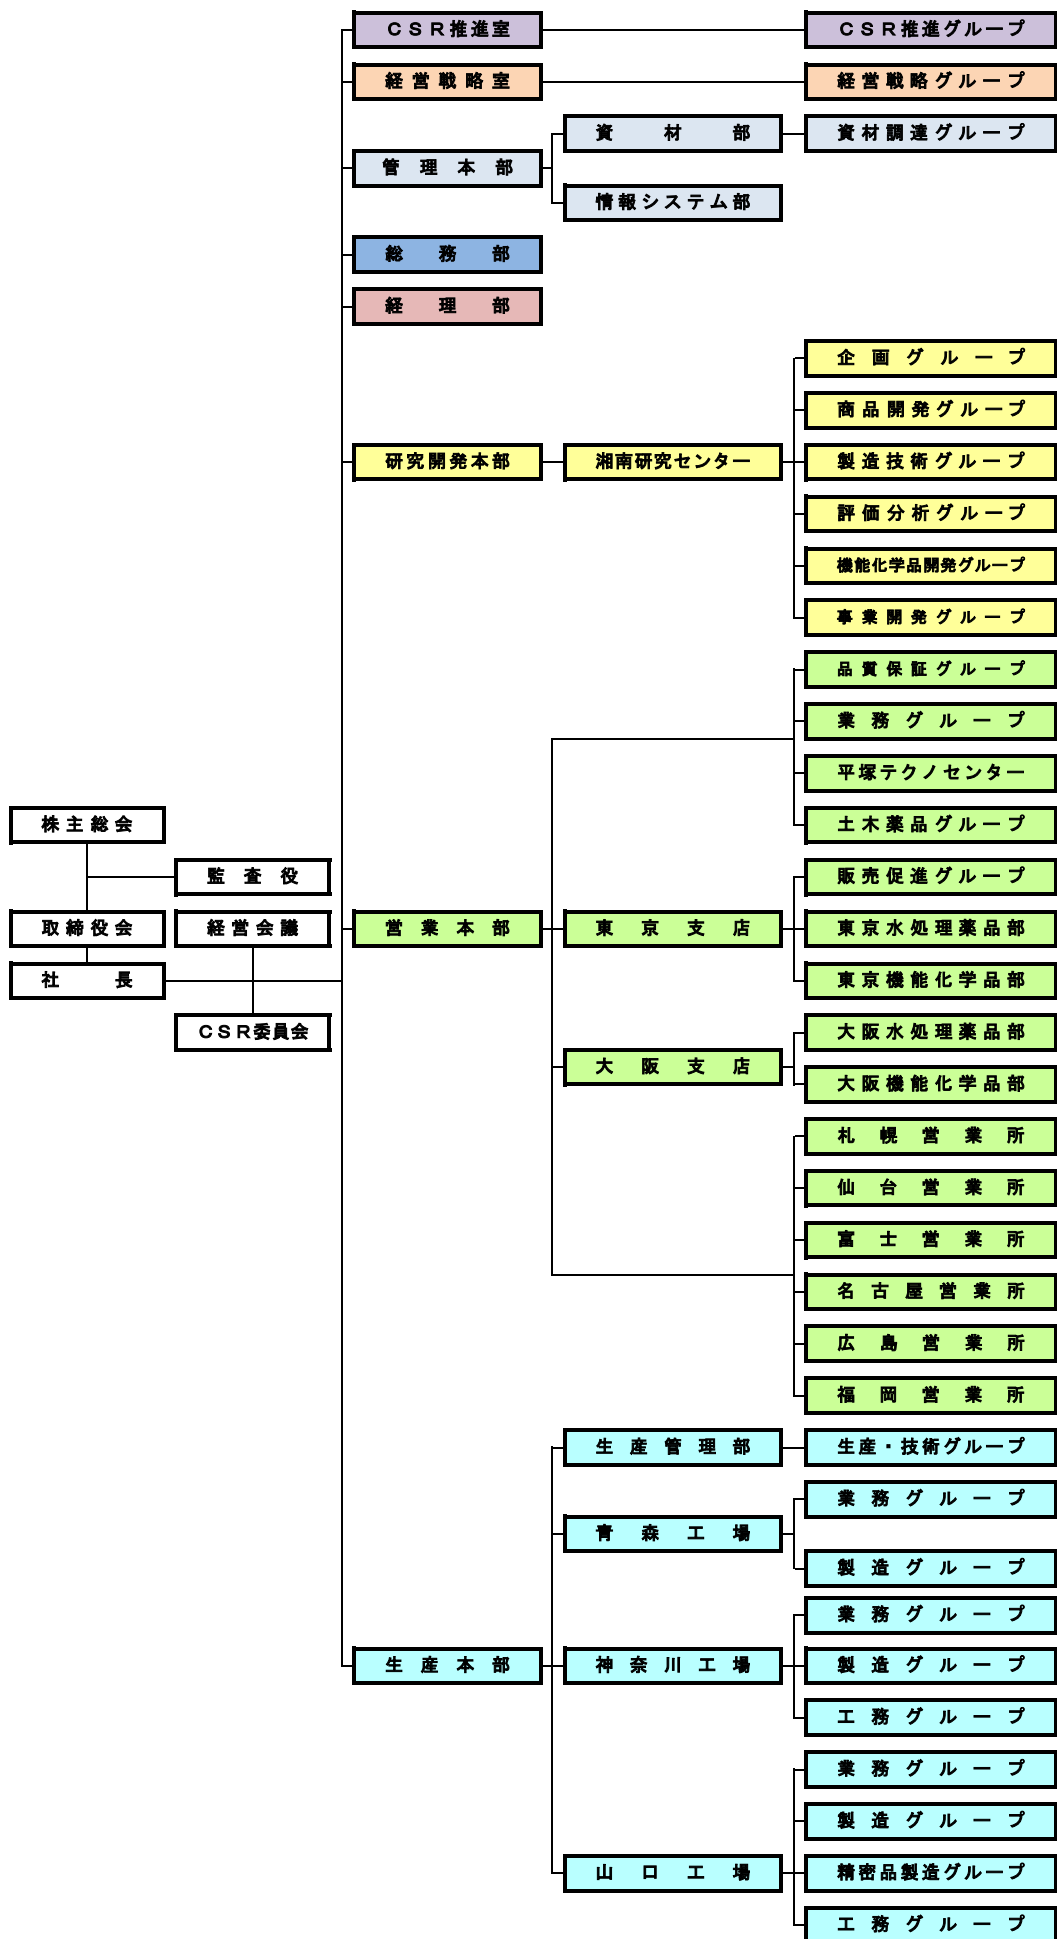 CSR推進室
CSR推進グループ
経営戦略室
経営戦略グループ
資材部
資材調達グループ
管理本部
情報システム部
総務部
経理部
企画グループ
商品開発グループ
研究開発本部
湘南研究センター
製造技術グループ
評価分析グループ
機能化学品開発グループ
事業開発グループ
品質保証グループ
業務グループ
平塚テクノセンター
株主総会
土木薬品グループ
監査役
販売促進グループ
取締役会
経営会議
営業本部
東京支店
東京水処理薬品部
社長
東京機能化学品部
CSR委員会
大阪水処理薬品部
大阪支店
大阪機能化学品部
札幌営業所
仙台営業所
富士営業所
名古屋営業所
広島営業所
福岡営業所
生産管理部
生産・技術グループ
業務グループ
青森工場
製造グループ
業務グループ
生産本部
神奈川工場
製造グループ
工務グループ
業務グループ
製造グループ
山口工場
精密品製造グループ
工務グループ